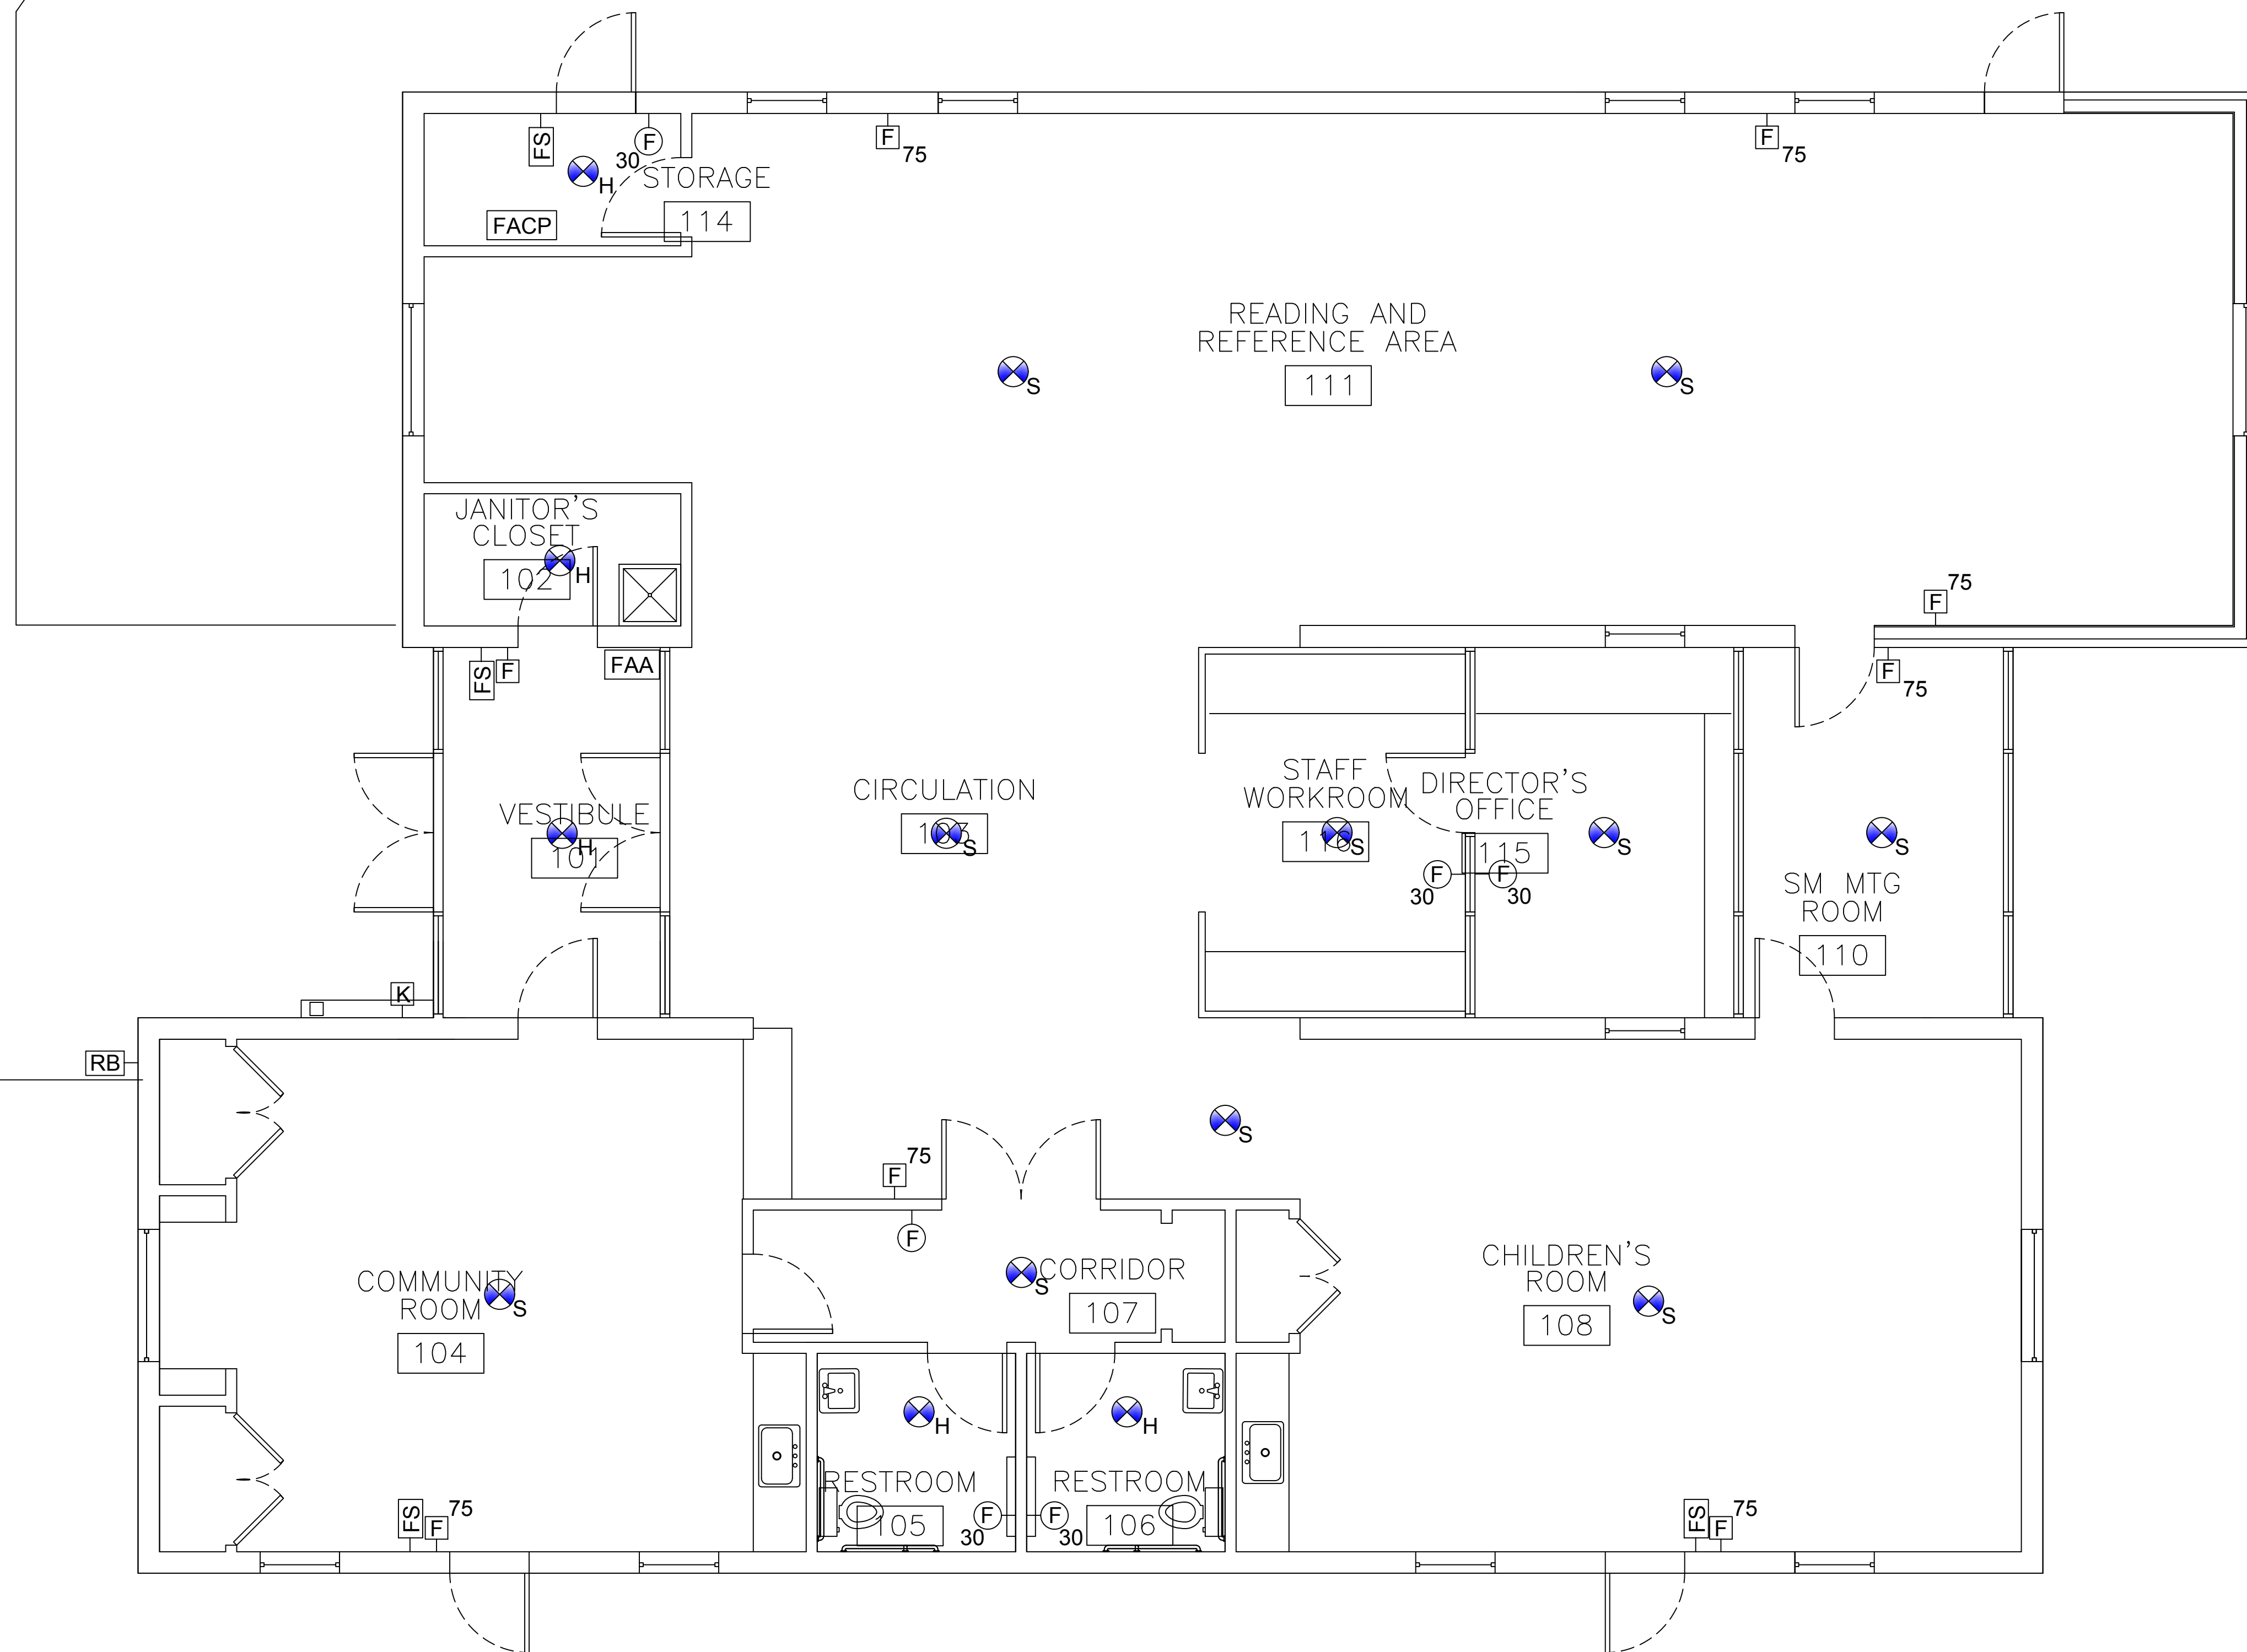 FS
F
30
H
STORAGE
114
FACP
F
75
F
75
READING AND
REFERENCE AREA
111
S
S
JANITOR'S
CLOSET
102
H
75
F
FS
F
FAA
F
75
STAFF
WORKROOM
116
S
DIRECTOR'S
OFFICE
115
S
CIRCULATION
103
S
VESTIBULE
101
H
S
SM MTG
ROOM
110
F
30
F
30
K
RB
S
75
F
F
COMMUNITY
ROOM
104
S
CORRIDOR
107
S
CHILDREN'S
ROOM
108
S
H
H
RESTROOM
105
RESTROOM
106
F
30
F
30
FS
F
75
FS
F
75